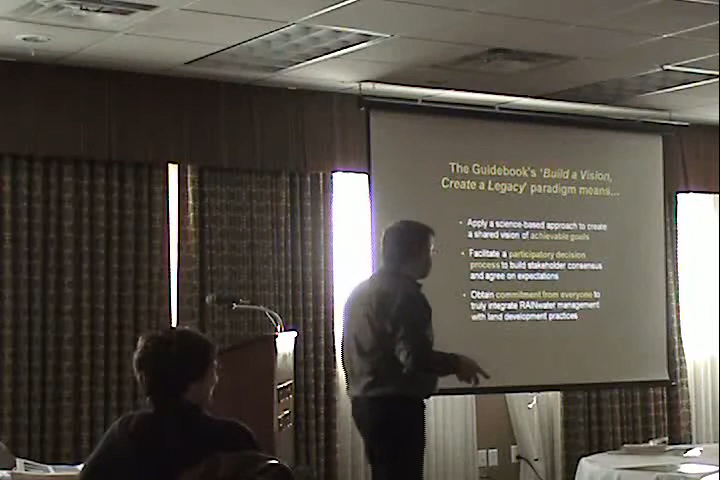 The Guidebook's 'Build a Vision,
Create a Legacy' paradigm means...
• Apply a science-based approach to create
a shared vision of achievable goals
• Facilitate a participatory decision
process to build stakeholder consensus
and agree on expectations
• Obtain commitment from everyone to
truly integrate RAINwater management
with land development practices